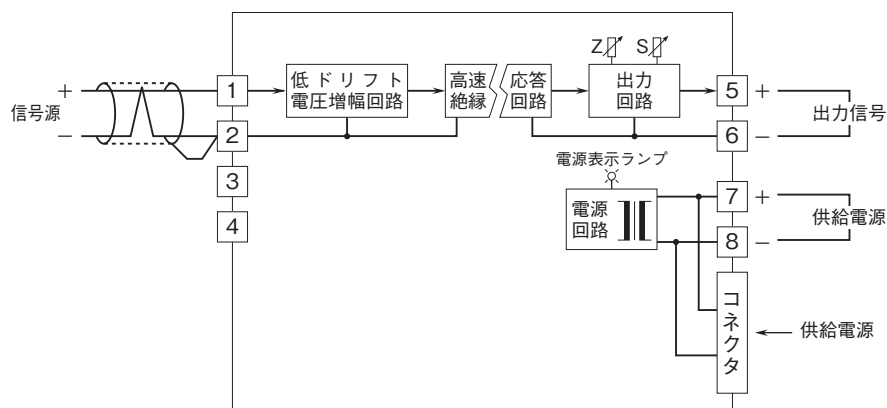 Z S
+
信号源
−
1
2
3
4
低ドリフト
電圧増幅回路
高速
絶縁
応答
回路
出力
回路
5 +
出力信号
6 −
電源表示ランプ
電源
回路
7 +
供給電源
8 −
コネクタ
供給電源